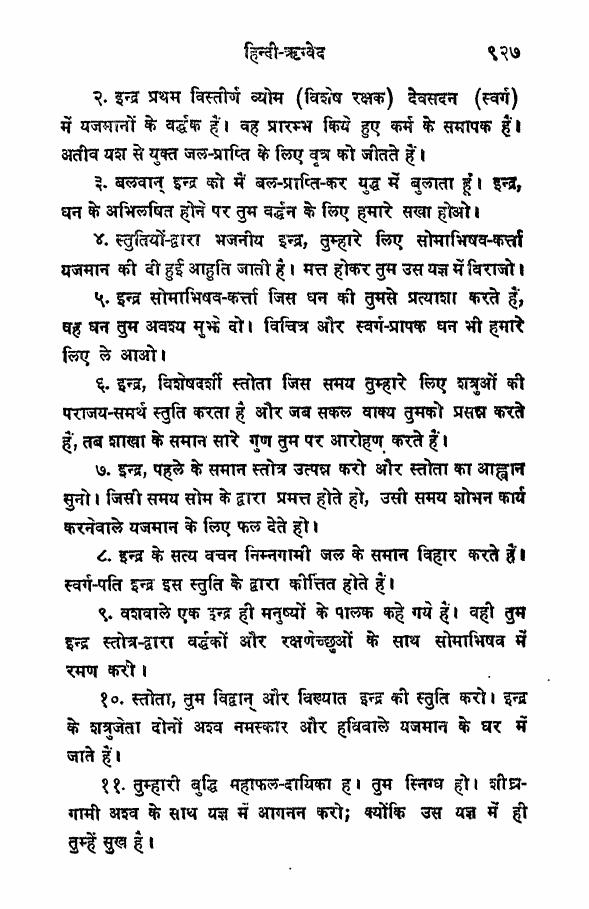 हिन्दी-ऋग्वेद ९२७
२. इन्द्र प्रथम विस्तीर्ण व्योम (विशेष रक्षक) देवसदन (स्वर्ग)
में यजमानों के वर्द्धक हैं। वह प्रारम्भ किये हुए कर्म के समापक हैं।
अतीव यश से युक्त जल-प्राप्ति के लिए वृत्र को जीतते हैं।
३. बलवान् इन्द्र को मैं बल-प्राप्ति-कर युद्ध में बुलाता हूँ। इन्द्र,
धन के अभिलषित होने पर तुम वर्द्धन के लिए हमारे सखा होओ।
४. स्तुतियों-द्वारा भजनीय इन्द्र, तुम्हारे लिए सोमाभिषव-कर्त्ता
यजमान की दी हुई आहुति जाती है। मत्त होकर तुम उस यज्ञ में विराजो।
५. इन्द्र सोमाभिषव-कर्त्ता जिस धन की तुमसे प्रत्याशा करते हैं,
वह धन तुम अवश्य मुझे दो। विचित्र और स्वर्ग-प्रापक धन भी हमारे
लिए ले आओ।
६. इन्द्र, विशेषदर्शी स्तोता जिस समय तुम्हारे लिए शत्रुओं की
पराजय-समर्थ स्तुति करता है और जब सकल वाक्य तुमको प्रसन्न करते
हैं, तब शाखा के समान सारे गुण तुम पर आरोहण करते हैं।
७. इन्द्र, पहले के समान स्तोत्र उत्पन्न करो और स्तोता का आह्वान
सुनो। जिसी समय सोम के द्वारा प्रमत्त होते हो, उसी समय शोभन कार्य
करनेवाले यजमान के लिए फल देते हो।
८. इन्द्र के सत्य वचन निम्नगामी जल के समान विहार करते हैं।
स्वर्ग-पति इन्द्र इस स्तुति के द्वारा कीर्त्तित होते हैं।
९. वशवाले एक इन्द्र ही मनुष्यों के पालक कहे गये हैं। वही तुम
इन्द्र स्तोत्र-द्वारा वर्द्धकों और रक्षणेच्छुओं के साथ सोमाभिषव में
रमण करो।
१०. स्तोता, तुम विद्वान् और विख्यात इन्द्र की स्तुति करो। इन्द्र
के शत्रुजेता दोनों अश्व नमस्कार और हविवाले यजमान के घर में
जाते हैं।
११. तुम्हारी बुद्धि महाफल-दायिका ह। तुम स्निग्ध हो। शीघ्र-
गामी अश्व के साथ यज्ञ में आगनन करो; क्योंकि उस यज्ञ में ही
तुम्हें सुख है।